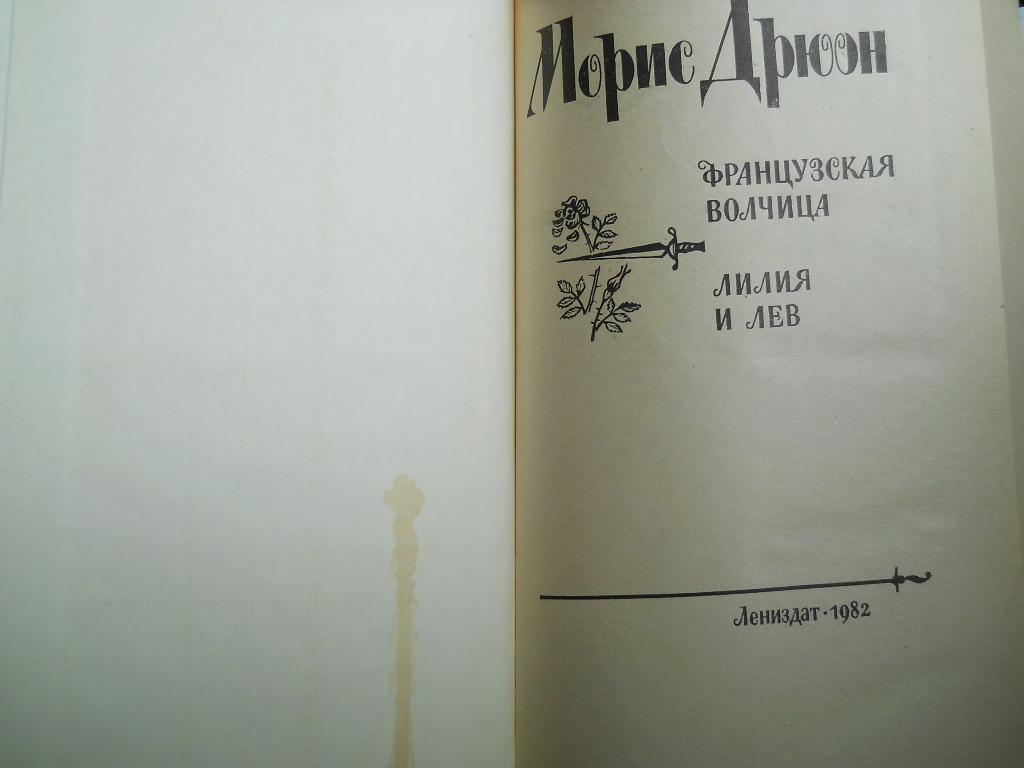 Морис Дрюон
ФРАНЦУЗСКАЯ
ВОЛЧИЦА
ЛИЛИЯ
И ЛЕВ
Лениздат·1982